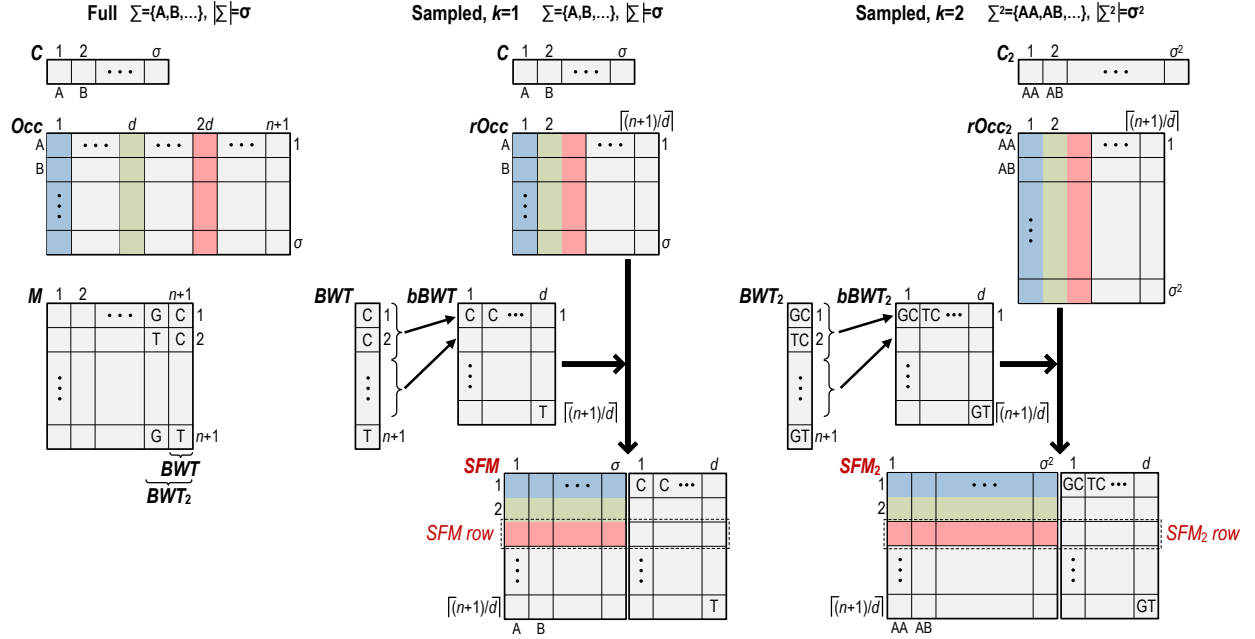 Full ∑={A,B,...}, |∑|=σ
C 1 2 σ
•••
A B
Occ 1 d 2d n+1
A ••• ••• ••• 1
B
σ
M 1 2 n+1
••• G C 1
T C 2
G T n+1
BWT
BWT₂
Sampled, k=1 ∑={A,B,...}, |∑|=σ
C 1 2 σ
•••
A B
rOcc 1 2 ⌈(n+1)/d⌉
A ••• 1
B
σ
BWT
C 1
C 2
T n+1
bBWT 1 d
C C ••• 1
T ⌈(n+1)/d⌉
SFM 1 σ 1 d
1 ••• C C •••
2
SFM row
⌈(n+1)/d⌉ T
A B
Sampled, k=2 ∑²={AA,AB,...}, |∑²|=σ²
C₂ 1 2 σ²
•••
AA AB
rOcc₂ 1 2 ⌈(n+1)/d⌉
AA ••• 1
AB
σ²
BWT₂
GC 1
TC 2
GT n+1
bBWT₂ 1 d
GC TC ••• 1
GT ⌈(n+1)/d⌉
SFM₂ 1 σ² 1 d
1 ••• GC TC •••
2
SFM₂ row
⌈(n+1)/d⌉ GT
AA AB